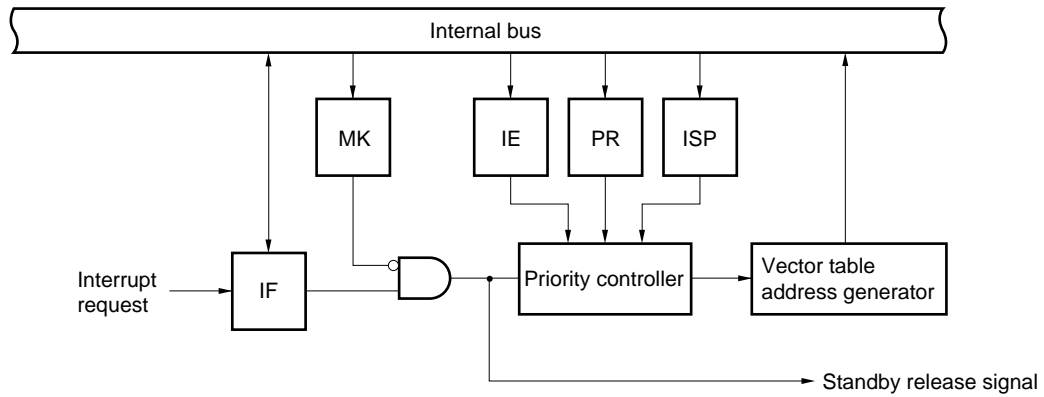 Internal bus
MK
IE
PR
ISP
Interrupt
request
IF
Priority controller
Vector table
address generator
Standby release signal